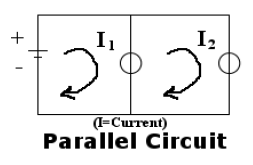 +
I₁ I₂
-
(I=Current)
Parallel Circuit